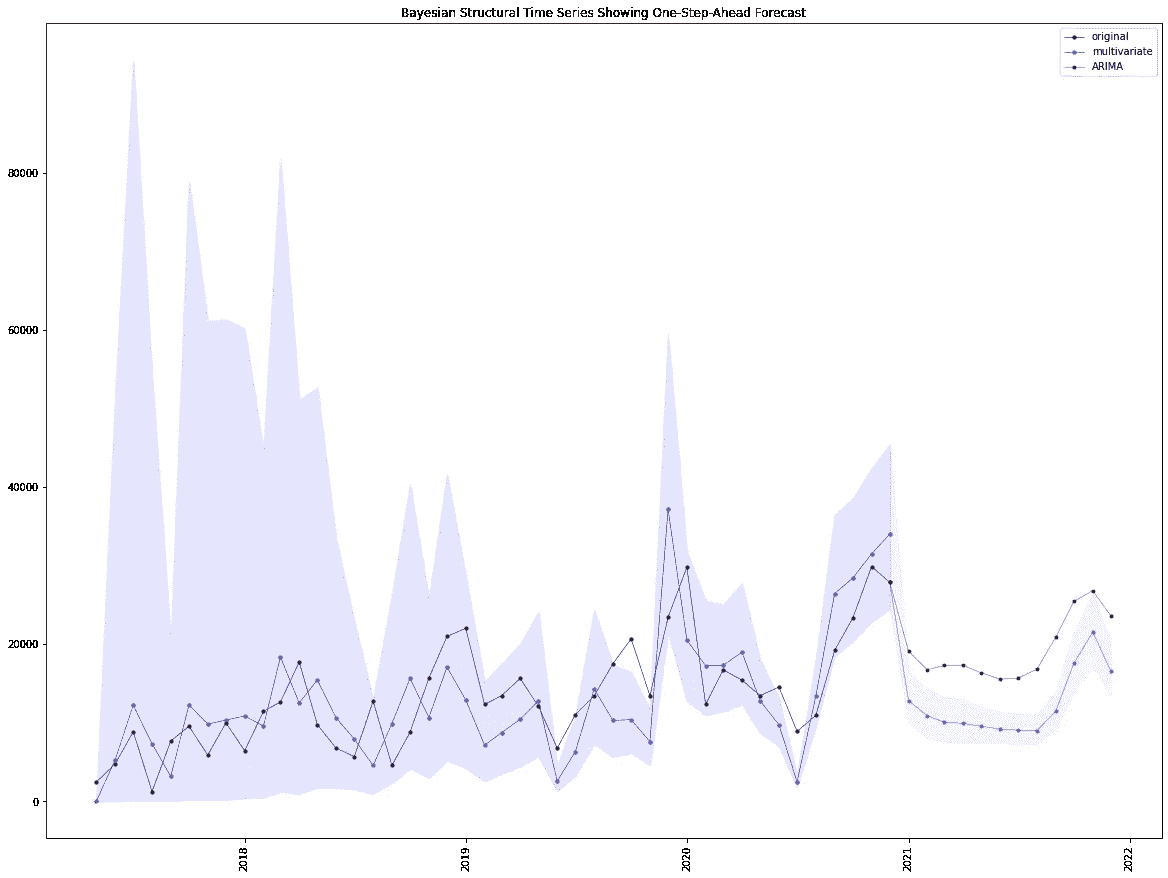 Bayesian Structural Time Series Showing One-Step-Ahead Forecast
original
multivariate
ARIMA
80000
60000
40000
20000
0
2018
2019
2020
2021
2022